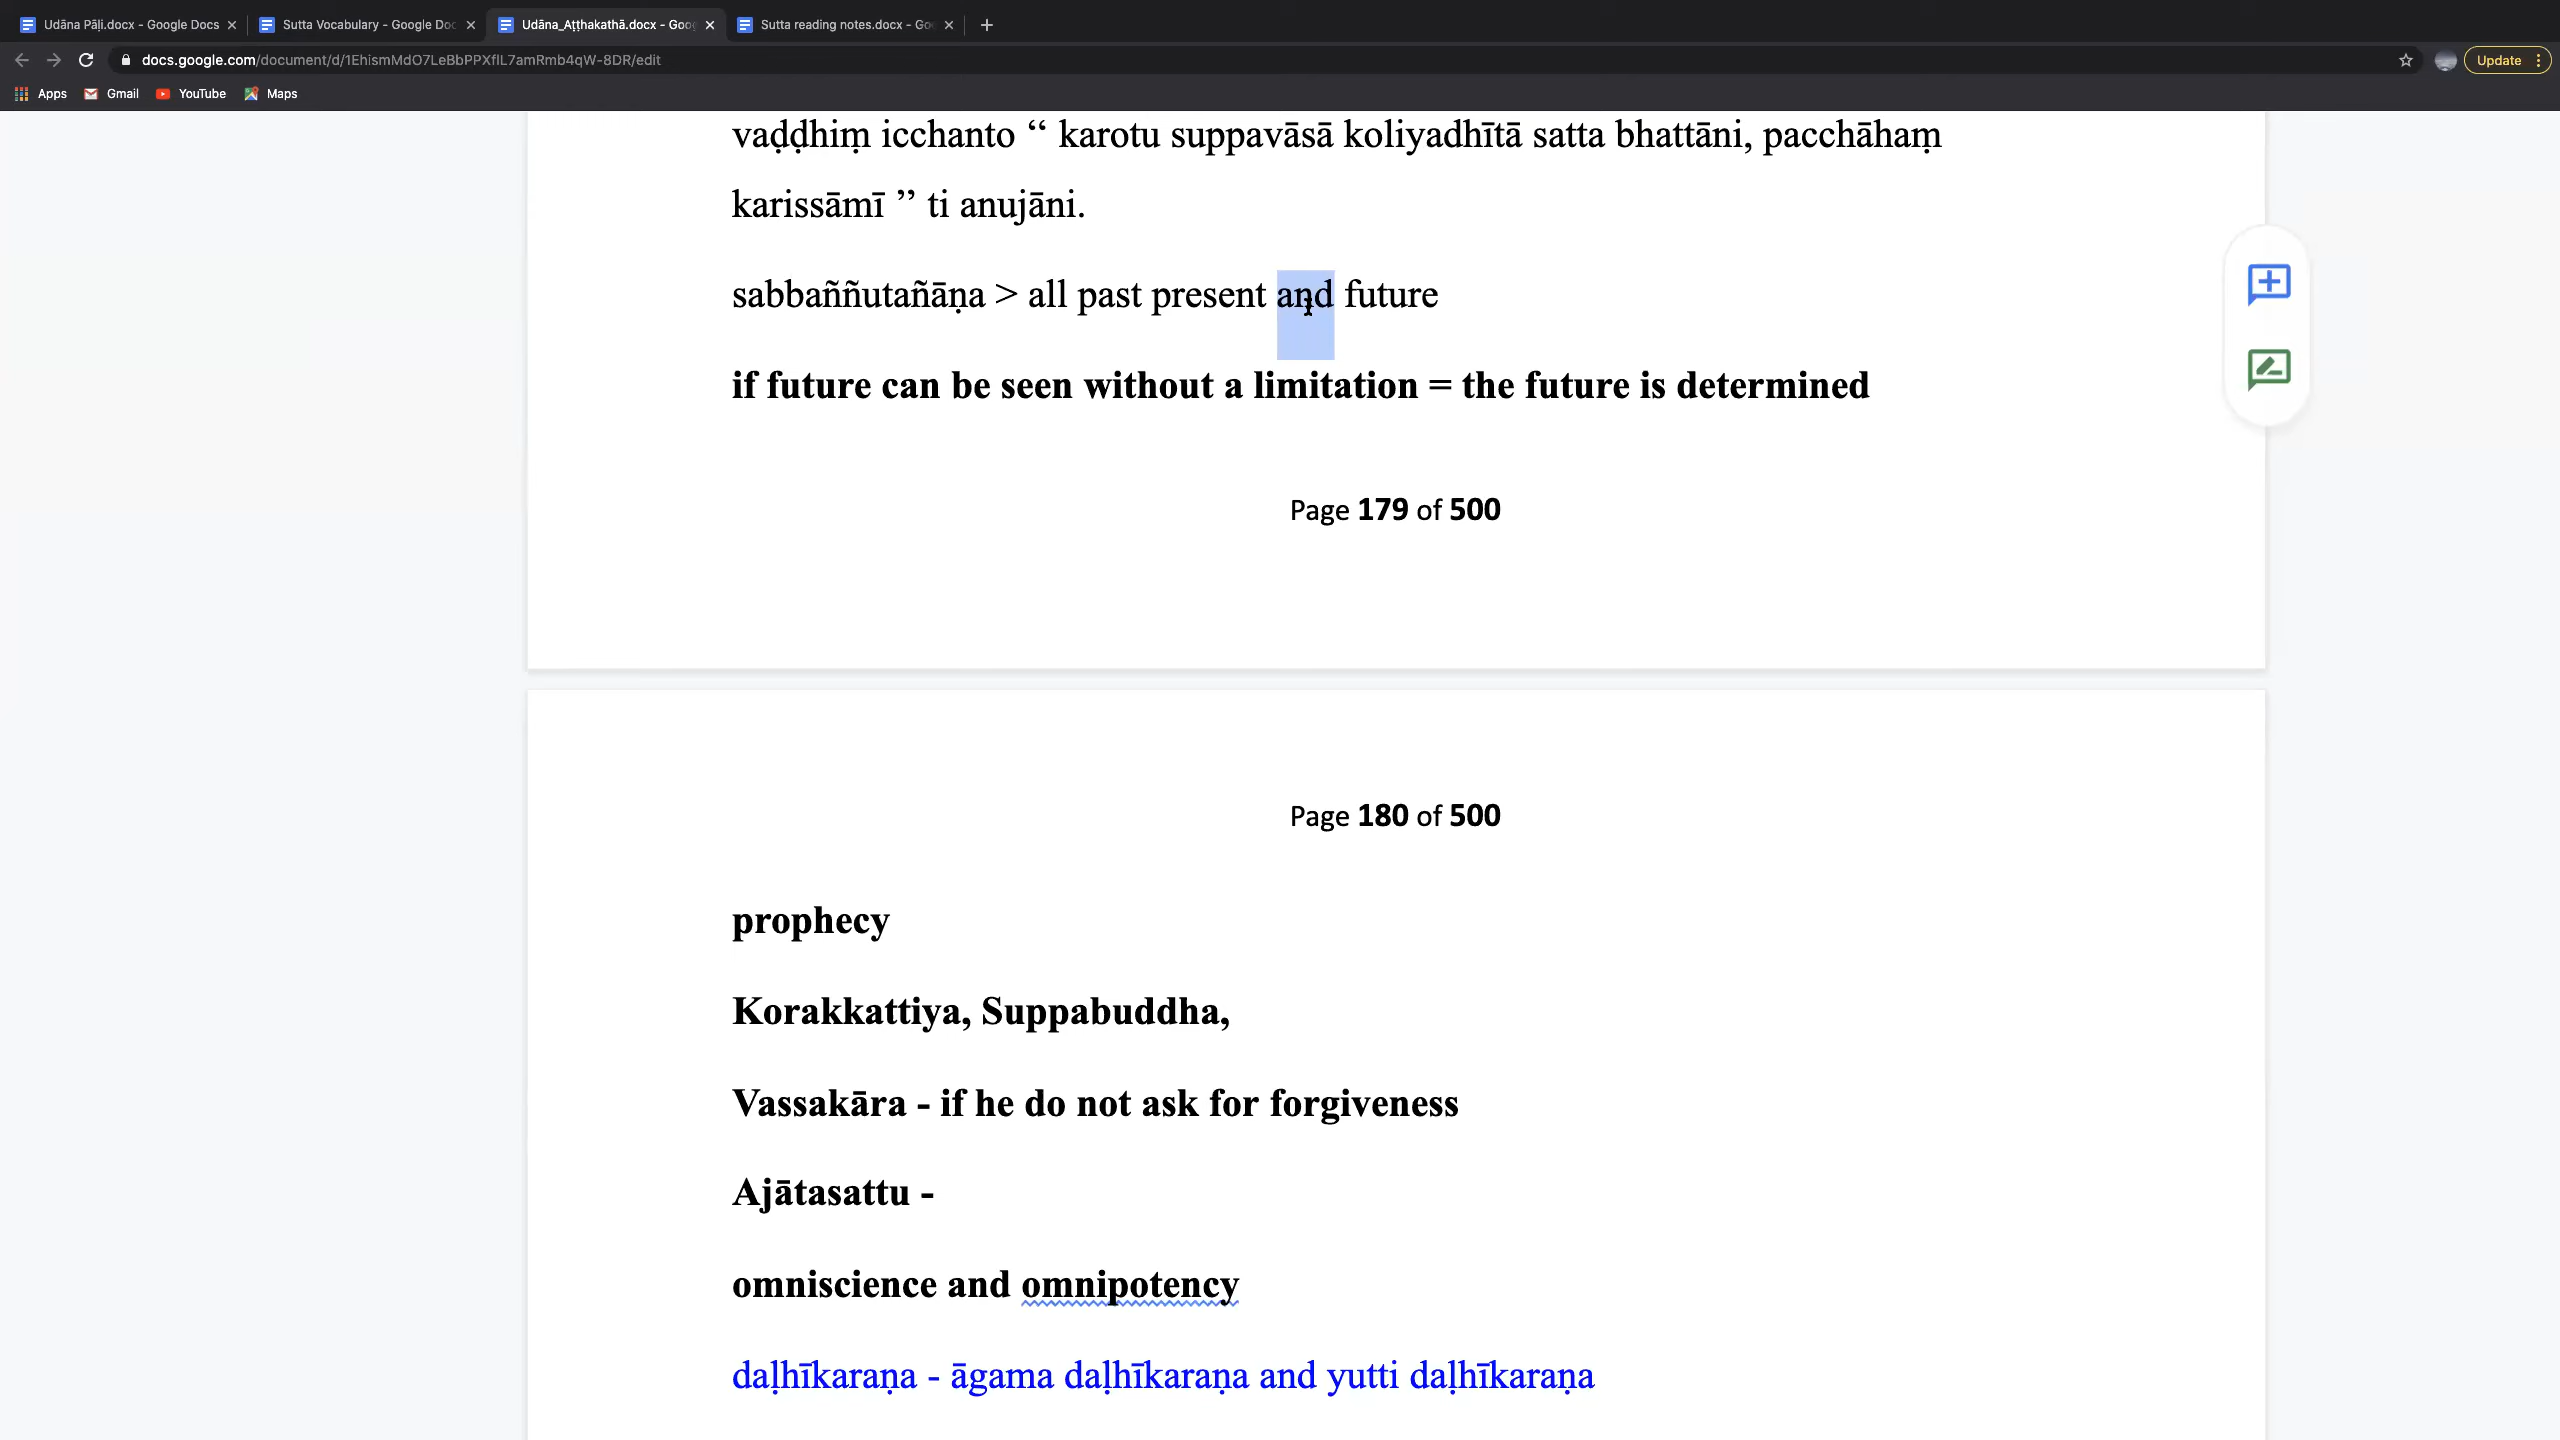 Udāna Pāḷi.docx - Google Docs
Sutta Vocabulary - Google Doc
Udāna_Aṭṭhakathā.docx - Goog
Sutta reading notes.docx - Go
docs.google.com/document/d/1EhismMdO7LeBbPPXflL7amRmb4qW-8DR/edit
Update
Apps
Gmail
YouTube
Maps
vaḍḍhiṃ icchanto “ karotu suppavāsā koliyadhītā satta bhattāni, pacchāhaṃ
karissāmī ” ti anujāni.
sabbaññutañāṇa > all past present and future
if future can be seen without a limitation = the future is determined
Page 179 of 500
Page 180 of 500
prophecy
Korakkattiya, Suppabuddha,
Vassakāra - if he do not ask for forgiveness
Ajātasattu -
omniscience and omnipotency
daḷhīkaraṇa - āgama daḷhīkaraṇa and yutti daḷhīkaraṇa